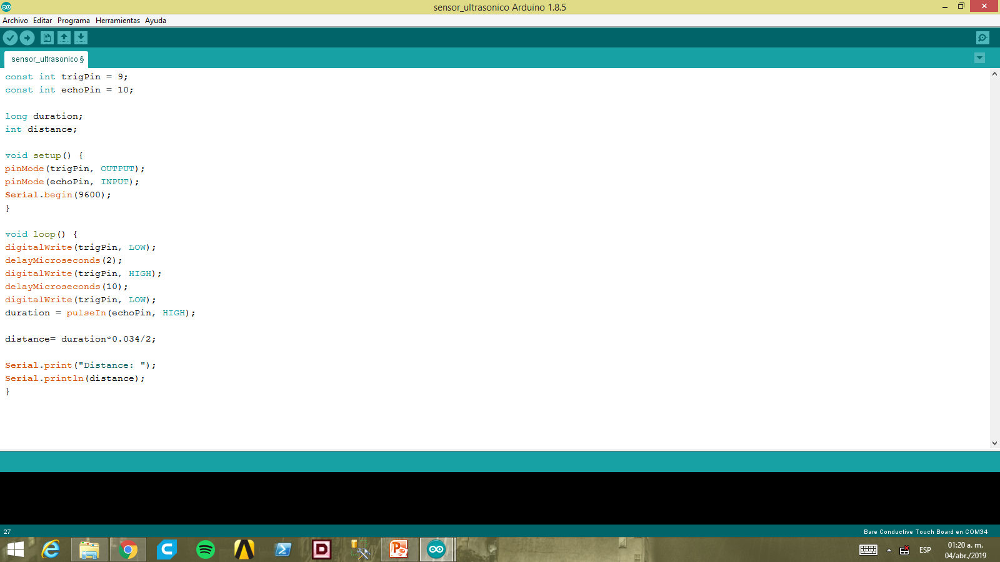 sensor_ultrasonico Arduino 1.8.5
Archivo Editar Programa Herramientas Ayuda
sensor_ultrasonico §
const int trigPin = 9;
const int echoPin = 10;
long duration;
int distance;
void setup() {
pinMode(trigPin, OUTPUT);
pinMode(echoPin, INPUT);
Serial.begin(9600);
}
void loop() {
digitalWrite(trigPin, LOW);
delayMicroseconds(2);
digitalWrite(trigPin, HIGH);
delayMicroseconds(10);
digitalWrite(trigPin, LOW);
duration = pulseIn(echoPin, HIGH);
distance= duration*0.034/2;
Serial.print("Distance: ");
Serial.println(distance);
}
27
Bare Conductive Touch Board en COM34
ESP
01:20 a. m.
04/abr./2019